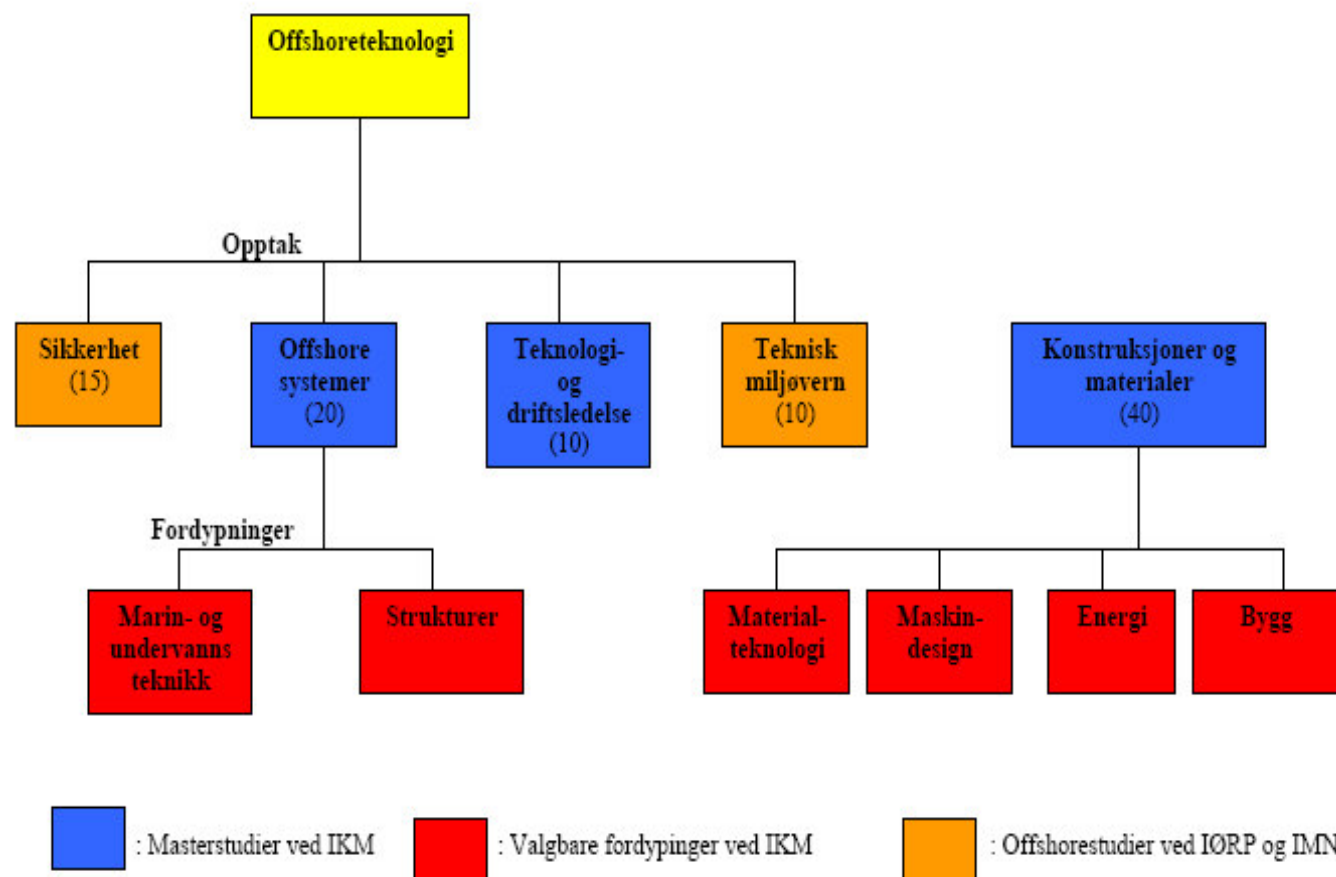 Offshoreteknologi
Opptak
Sikkerhet
(15)
Offshore
systemer
(20)
Teknologi-
og
driftsledelse
(10)
Teknisk
miljøvern
(10)
Konstruksjoner og
materialer
(40)
Fordypninger
Marin- og
undervanns
teknikk
Strukturer
Material-
teknologi
Maskin-
design
Energi
Bygg
: Masterstudier ved IKM
: Valgbare fordypinger ved IKM
: Offshorestudier ved IØRP og IMN